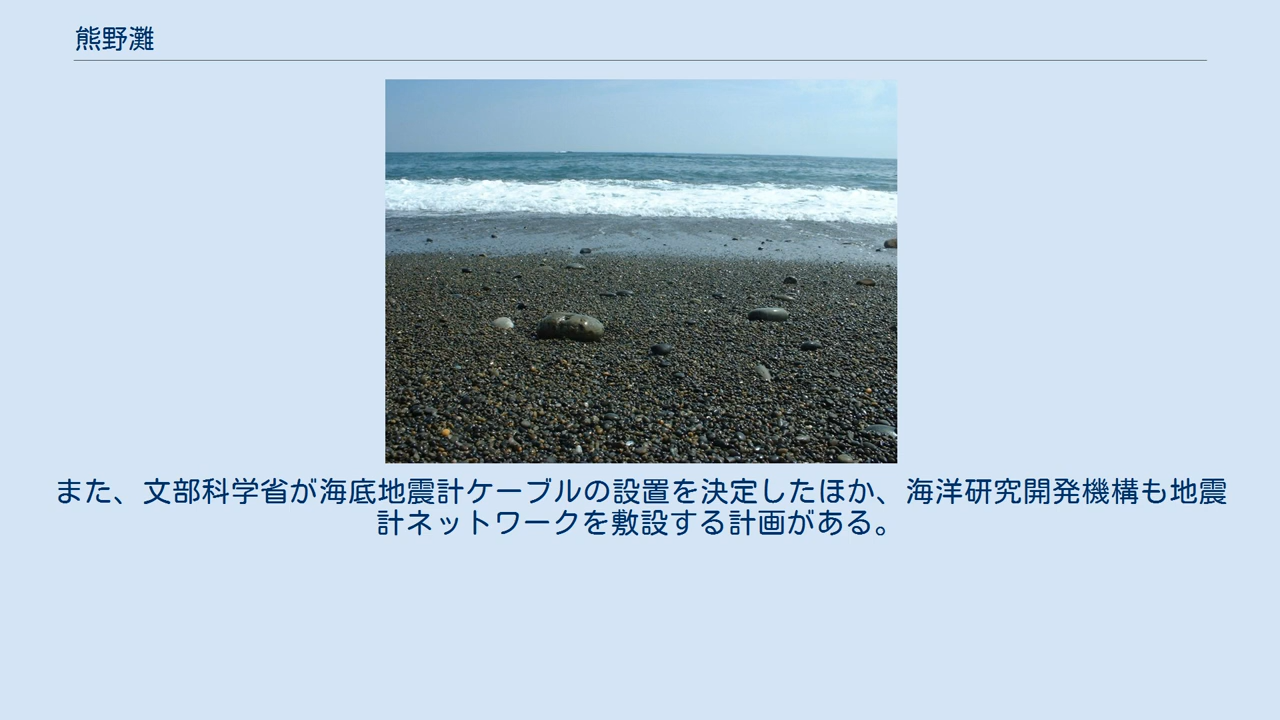 熊野灘
また、文部科学省が海底地震計ケーブルの設置を決定したほか、海洋研究開発機構も地震
計ネットワークを敷設する計画がある。